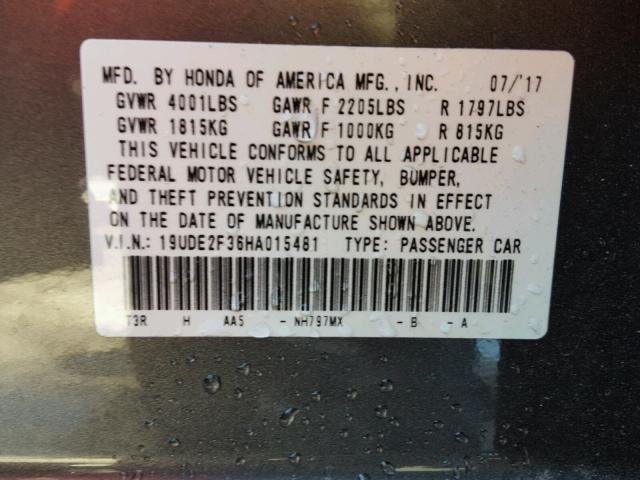 MFD. BY HONDA OF AMERICA MFG., INC. 07/'17
GVWR 4001LBS GAWR F 2205LBS R 1797LBS
GVWR 1815KG GAWR F 1000KG R 815KG
THIS VEHICLE CONFORMS TO ALL APPLICABLE
FEDERAL MOTOR VEHICLE SAFETY, BUMPER,
AND THEFT PREVENTION STANDARDS IN EFFECT
ON THE DATE OF MANUFACTURE SHOWN ABOVE.
V.I.N.: 19UDE2F36HA015481 TYPE: PASSENGER CAR
T3R H AA5 - NH797MX - B - A